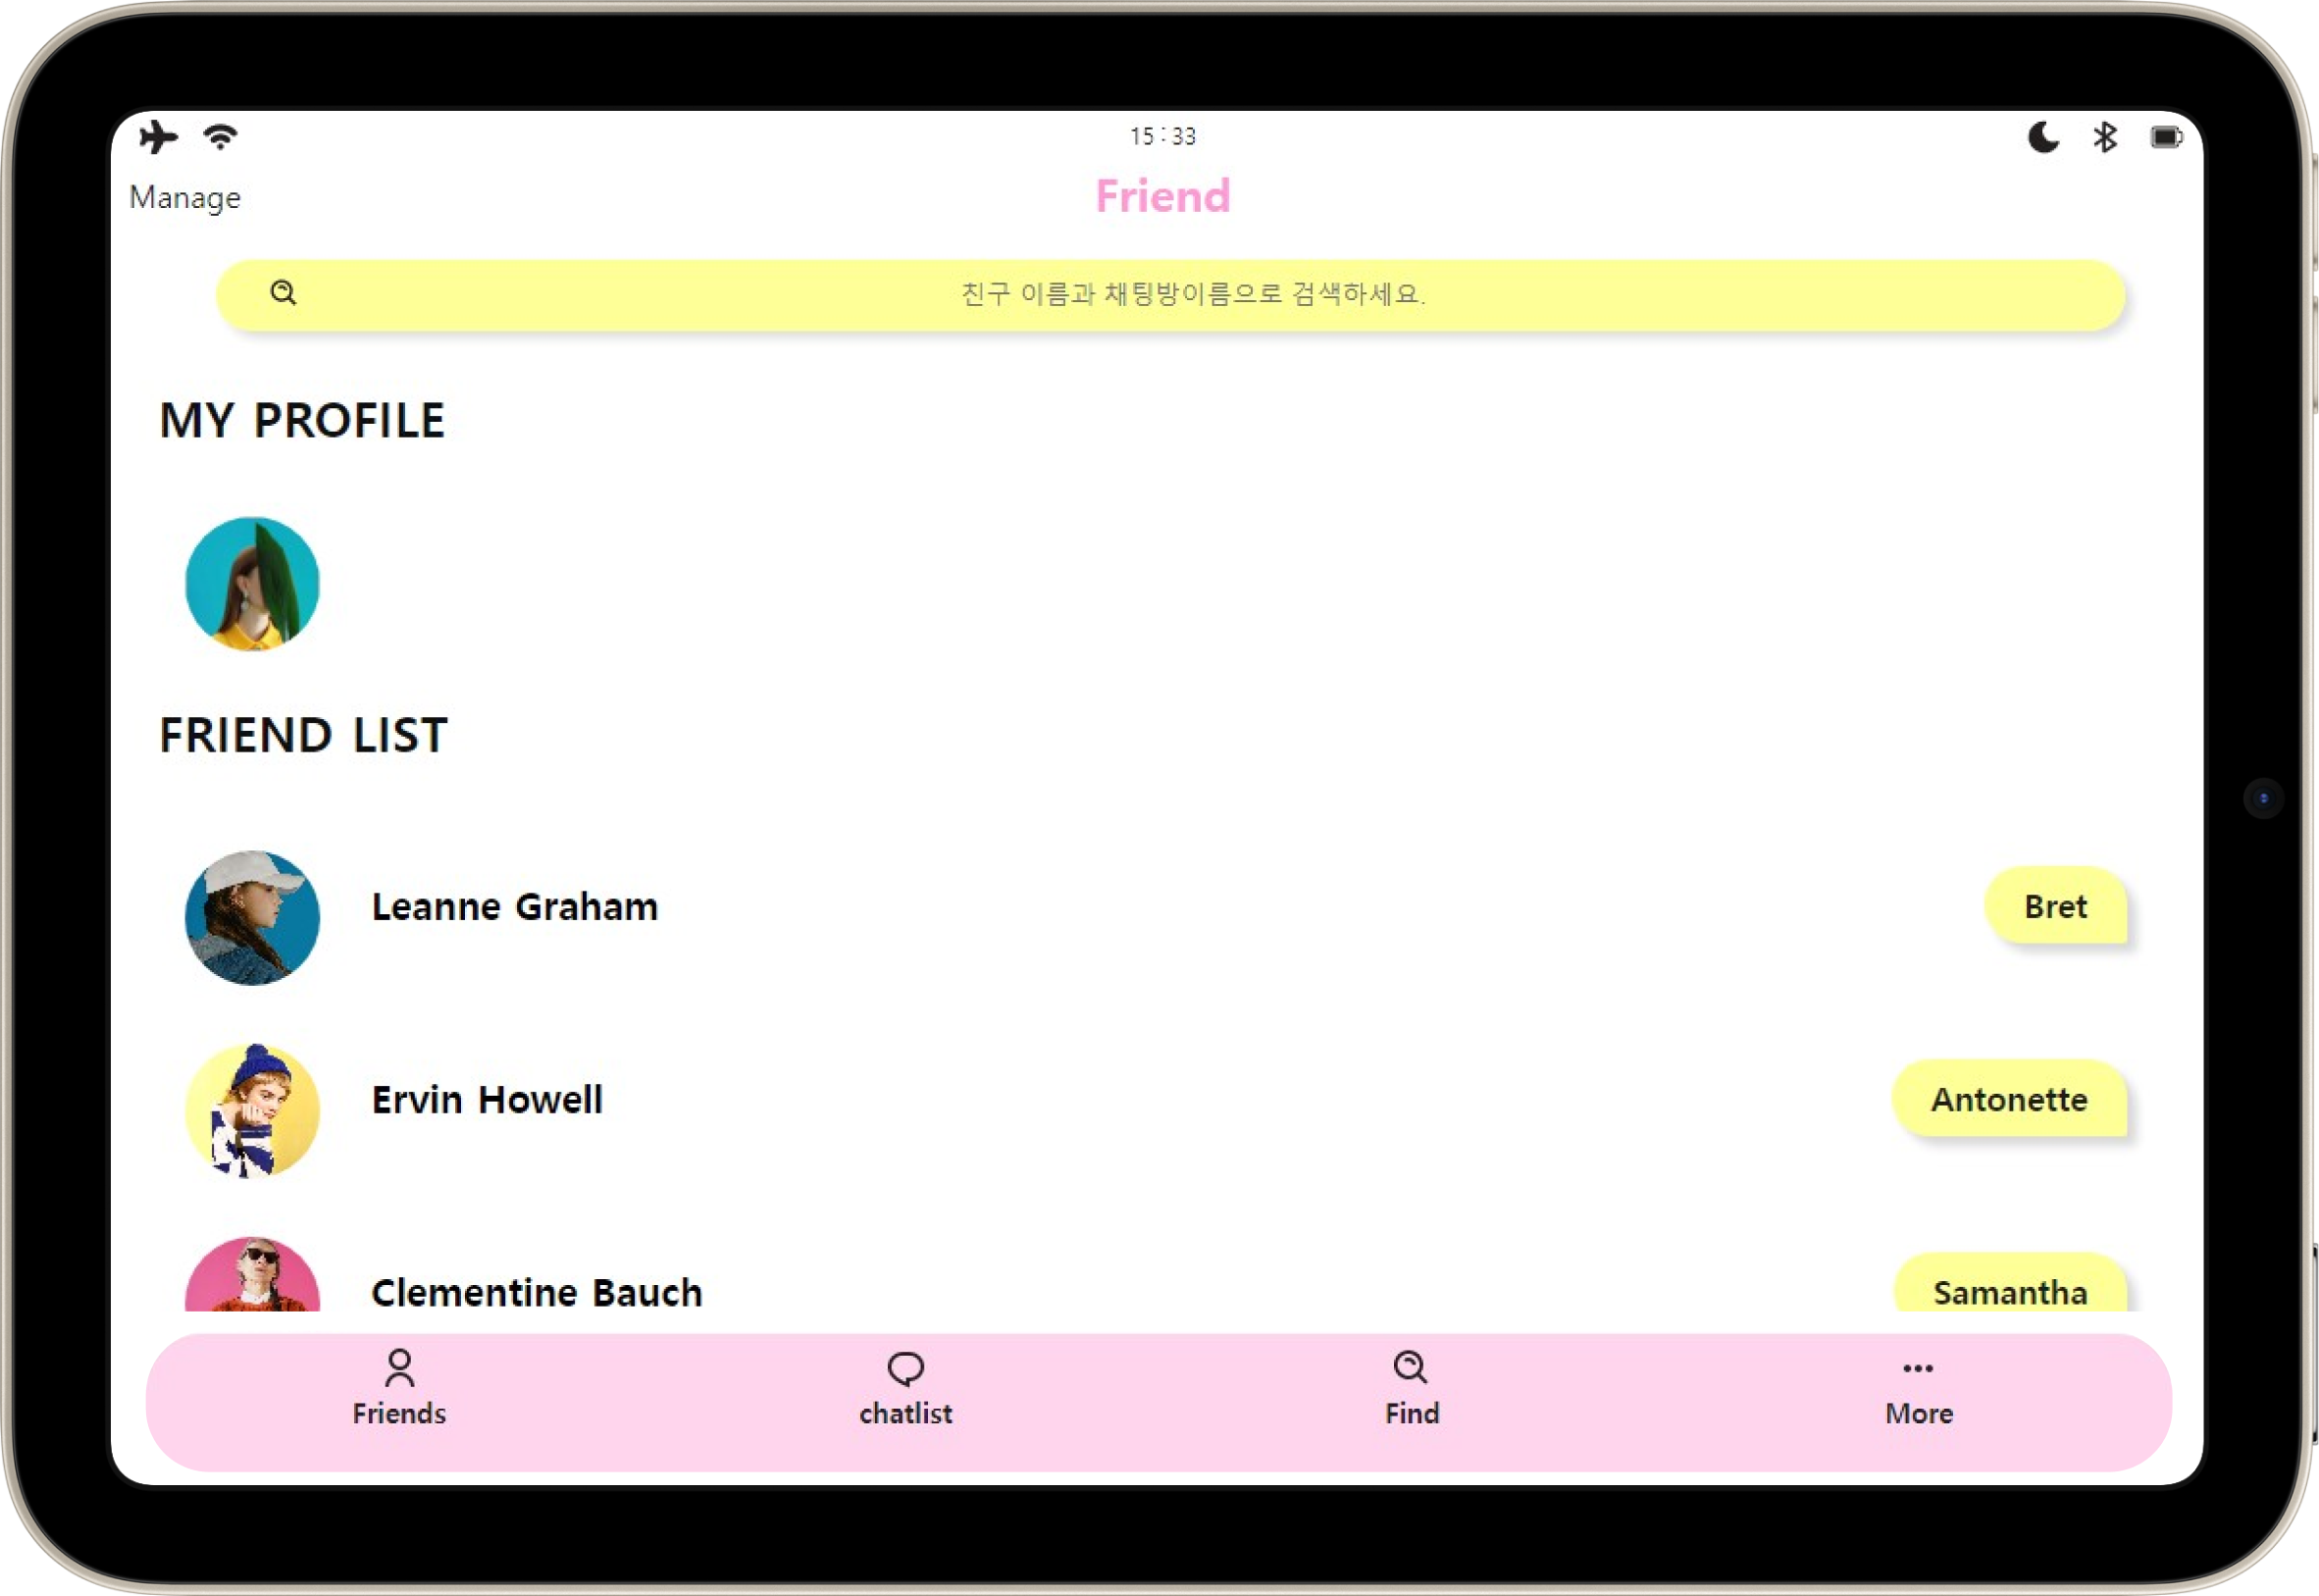 15 : 33
Manage
Friend
친구 이름과 채팅방이름으로 검색하세요.
MY PROFILE
FRIEND LIST
Leanne Graham
Bret
Ervin Howell
Antonette
Clementine Bauch
Samantha
Friends
chatlist
Find
More